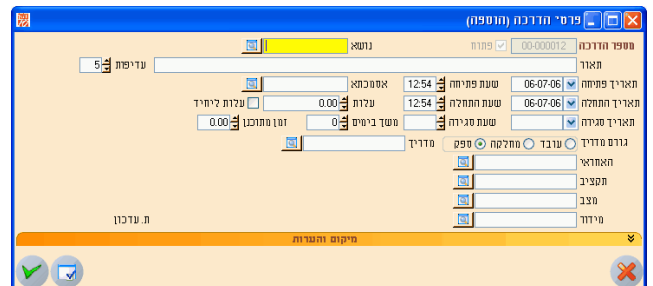 פרטי הדרכה (הוספה)
מספר הדרכה 00-000012 פתוח נושא
תאור עדיפות 5
תאריך פתיחה 06-07-06 שעת פתיחה 12:54 אסמכתא
תאריך התחלה 06-07-06 שעת התחלה 12:54 עלות 0.00 עלות ליחיד
תאריך סגירה שעת סגירה משך בימים 0 זמן מתוכנן 0.00
גורם מדריך עובד מחלקה ספק מדריך
האחראי
תקציב
מצב
מידור ת. עדכון
מיקום והערות